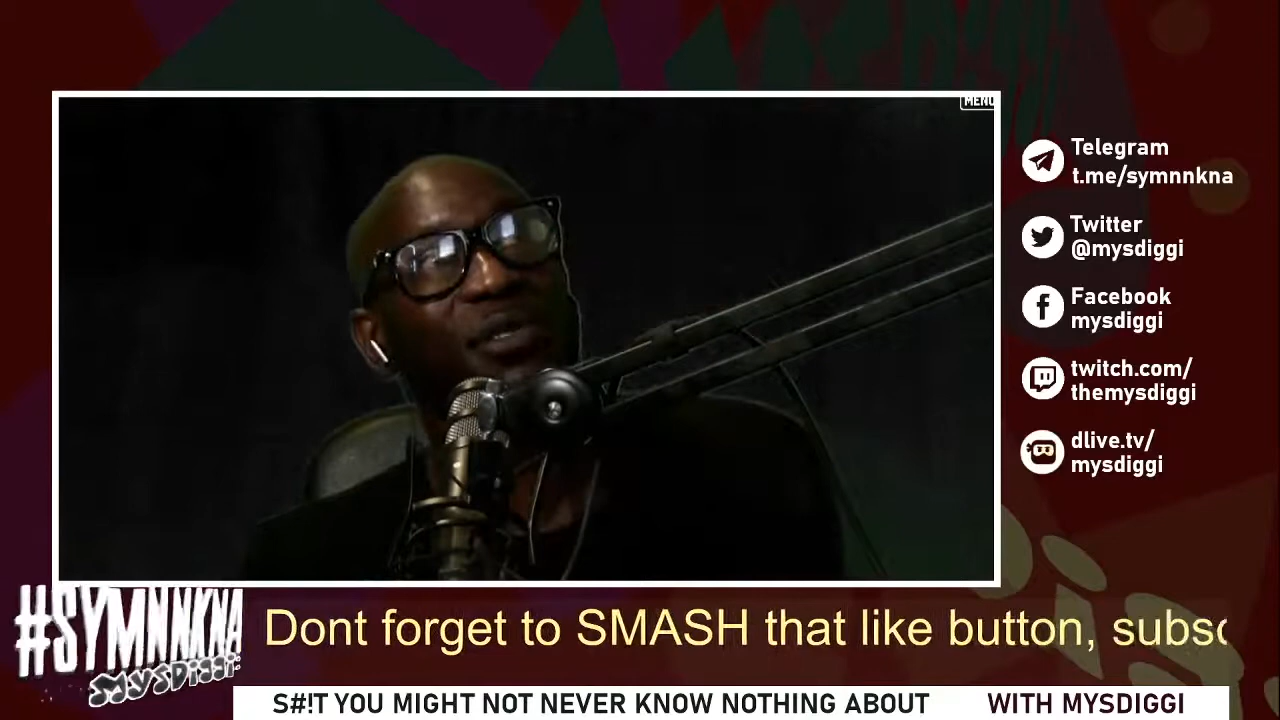 MENU
Telegram
t.me/symnnkna
Twitter
@mysdiggi
Facebook
mysdiggi
twitch.com/
themysdiggi
dlive.tv/
mysdiggi
#SYMNNKNA
MYSDiggi:
Dont forget to SMASH that like button, subsc
S#!T YOU MIGHT NOT NEVER KNOW NOTHING ABOUT
WITH MYSDIGGI